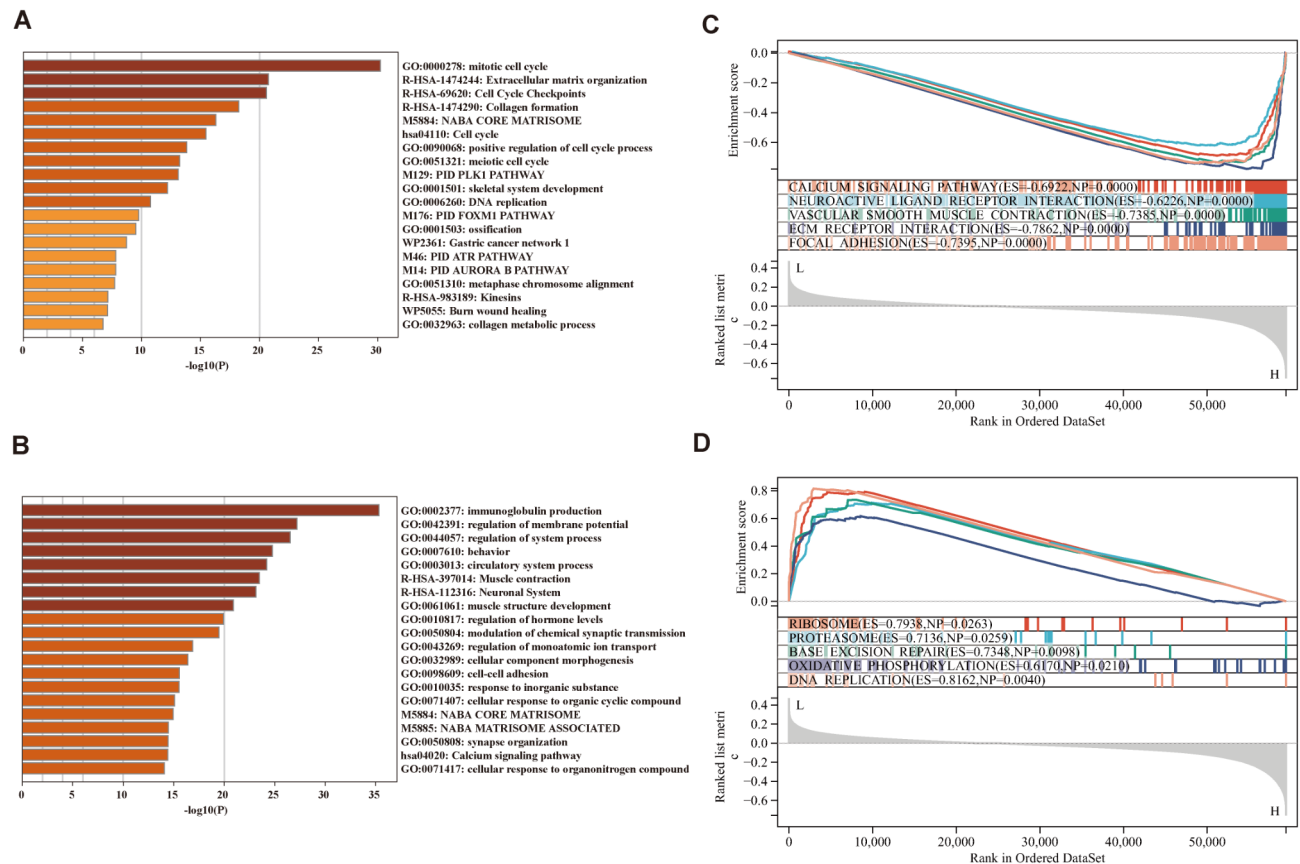 A
GO:0000278: mitotic cell cycle
R-HSA-1474244: Extracellular matrix organization
R-HSA-69620: Cell Cycle Checkpoints
R-HSA-1474290: Collagen formation
M5884: NABA CORE MATRISOME
hsa04110: Cell cycle
GO:0090068: positive regulation of cell cycle process
GO:0051321: meiotic cell cycle
M129: PID PLK1 PATHWAY
GO:0001501: skeletal system development
GO:0006260: DNA replication
M176: PID FOXM1 PATHWAY
GO:0001503: ossification
WP2361: Gastric cancer network 1
M46: PID ATR PATHWAY
M14: PID AURORA B PATHWAY
GO:0051310: metaphase chromosome alignment
R-HSA-983189: Kinesins
WP5055: Burn wound healing
GO:0032963: collagen metabolic process
0 5 10 15 20 25 30
-log10(P)
B
GO:0002377: immunoglobulin production
GO:0042391: regulation of membrane potential
GO:0044057: regulation of system process
GO:0007610: behavior
GO:0003013: circulatory system process
R-HSA-397014: Muscle contraction
R-HSA-112316: Neuronal System
GO:0061061: muscle structure development
GO:0010817: regulation of hormone levels
GO:0050804: modulation of chemical synaptic transmission
GO:0043269: regulation of monoatomic ion transport
GO:0032989: cellular component morphogenesis
GO:0098609: cell-cell adhesion
GO:0010035: response to inorganic substance
GO:0071407: cellular response to organic cyclic compound
M5884: NABA CORE MATRISOME
M5885: NABA MATRISOME ASSOCIATED
GO:0050808: synapse organization
hsa04020: Calcium signaling pathway
GO:0071417: cellular response to organonitrogen compound
0 5 10 15 20 25 30 35
-log10(P)
C
Enrichment score
0.0
−0.2
−0.4
−0.6
CALCIUM SIGNALING PATHWAY(ES=-0.6922,NP=0.0000)
NEUROACTIVE LIGAND RECEPTOR INTERACTION(ES=-0.6226,NP=0.0000)
VASCULAR SMOOTH MUSCLE CONTRACTION(ES=-0.7385,NP=0.0000)
ECM RECEPTOR INTERACTION(ES=-0.7862,NP=0.0000)
FOCAL ADHESION(ES=-0.7395,NP=0.0000)
Ranked list metri
c
0.4
0.2
0.0
−0.2
−0.4
−0.6
L
H
0 10,000 20,000 30,000 40,000 50,000
Rank in Ordered DataSet
D
Enrichment score
0.8
0.6
0.4
0.2
0.0
RIBOSOME(ES=0.7938,NP=0.0263)
PROTEASOME(ES=0.7136,NP=0.0259)
BASE EXCISION REPAIR(ES=0.7348,NP=0.0098)
OXIDATIVE PHOSPHORYLATION(ES=0.6170,NP=0.0210)
DNA REPLICATION(ES=0.8162,NP=0.0040)
Ranked list metri
c
0.4
0.2
0.0
−0.2
−0.4
−0.6
L
H
0 10,000 20,000 30,000 40,000 50,000
Rank in Ordered DataSet